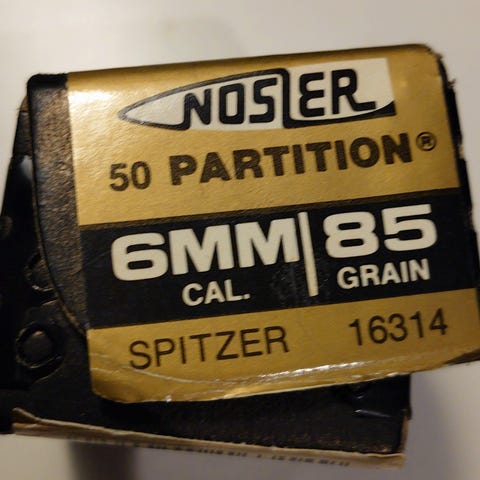 NOSLER
50 PARTITION®
6MM 85
CAL. GRAIN
SPITZER 16314